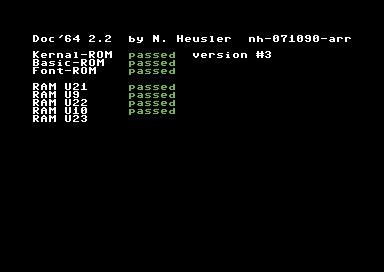 Doc'64 2.2 by N. Heusler nh-071090-arr
Kernal-ROM passed version #3
Basic-ROM passed
Font-ROM passed
RAM U21 passed
RAM U9 passed
RAM U22 passed
RAM U10 passed
RAM U23